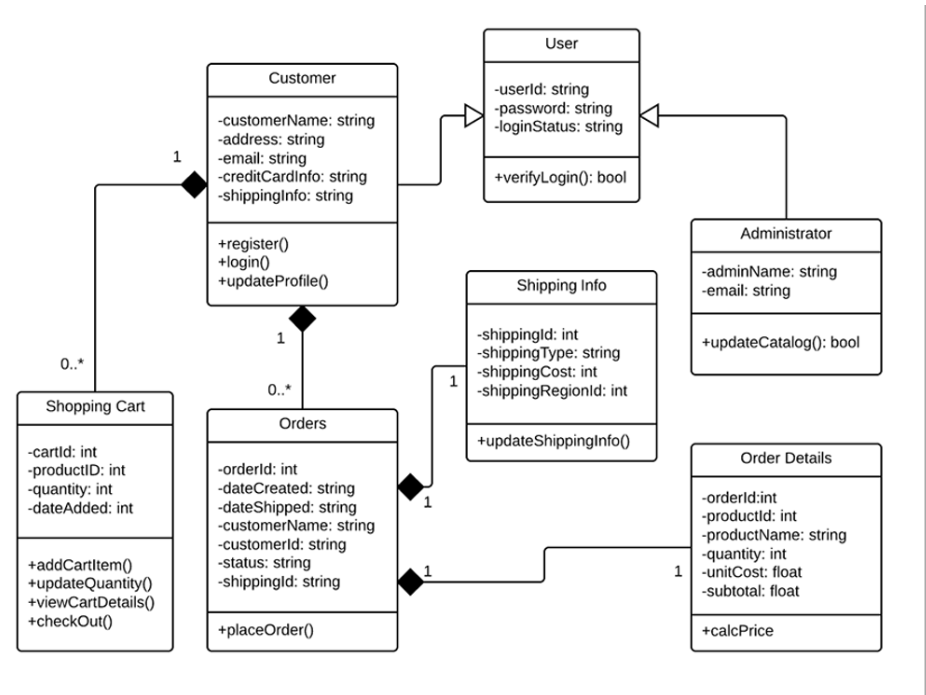 User
-userId: string
-password: string
-loginStatus: string
+verifyLogin(): bool
Customer
-customerName: string
-address: string
-email: string
-creditCardInfo: string
-shippingInfo: string
+register()
+login()
+updateProfile()
1
0..*
1
0..*
Administrator
-adminName: string
-email: string
+updateCatalog(): bool
Shipping Info
-shippingId: int
-shippingType: string
-shippingCost: int
-shippingRegionId: int
+updateShippingInfo()
1
1
Shopping Cart
-cartId: int
-productID: int
-quantity: int
-dateAdded: int
+addCartItem()
+updateQuantity()
+viewCartDetails()
+checkOut()
Orders
-orderId: int
-dateCreated: string
-dateShipped: string
-customerName: string
-customerId: string
-status: string
-shippingId: string
+placeOrder()
1
1
Order Details
-orderId:int
-productId: int
-productName: string
-quantity: int
-unitCost: float
-subtotal: float
+calcPrice